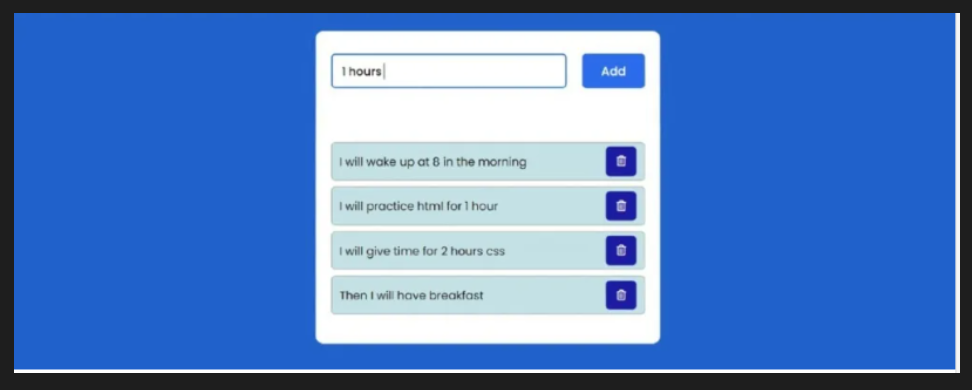 1 hours
Add
I will wake up at 8 in the morning
I will practice html for 1 hour
I will give time for 2 hours css
Then I will have breakfast